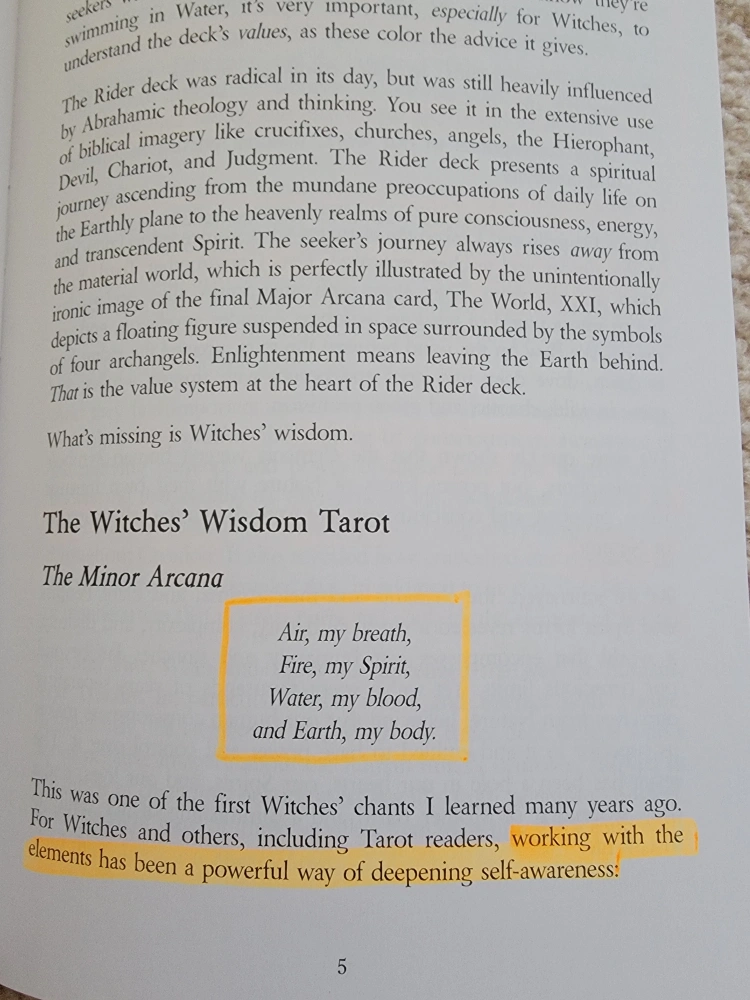 seekers they're
swimming in Water, it's very important, especially for Witches, to
understand the deck's values, as these color the advice it gives.
The Rider deck was radical in its day, but was still heavily influenced
by Abrahamic theology and thinking. You see it in the extensive use
of biblical imagery like crucifixes, churches, angels, the Hierophant,
Devil, Chariot, and Judgment. The Rider deck presents a spiritual
journey ascending from the mundane preoccupations of daily life on
the Earthly plane to the heavenly realms of pure consciousness, energy,
and transcendent Spirit. The seeker's journey always rises away from
the material world, which is perfectly illustrated by the unintentionally
ironic image of the final Major Arcana card, The World, XXI, which
depicts a floating figure suspended in space surrounded by the symbols
of four archangels. Enlightenment means leaving the Earth behind.
That is the value system at the heart of the Rider deck.
What's missing is Witches' wisdom.
The Witches' Wisdom Tarot
The Minor Arcana
Air, my breath,
Fire, my Spirit,
Water, my blood,
and Earth, my body.
This was one of the first Witches' chants I learned many years ago.
For Witches and others, including Tarot readers, working with the
elements has been a powerful way of deepening self-awareness:
5